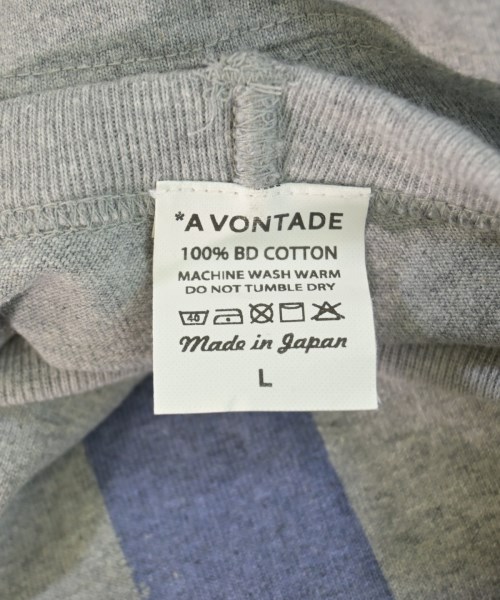 *A VONTADE
100% BD COTTON
MACHINE WASH WARM
DO NOT TUMBLE DRY
40
Made in Japan
L